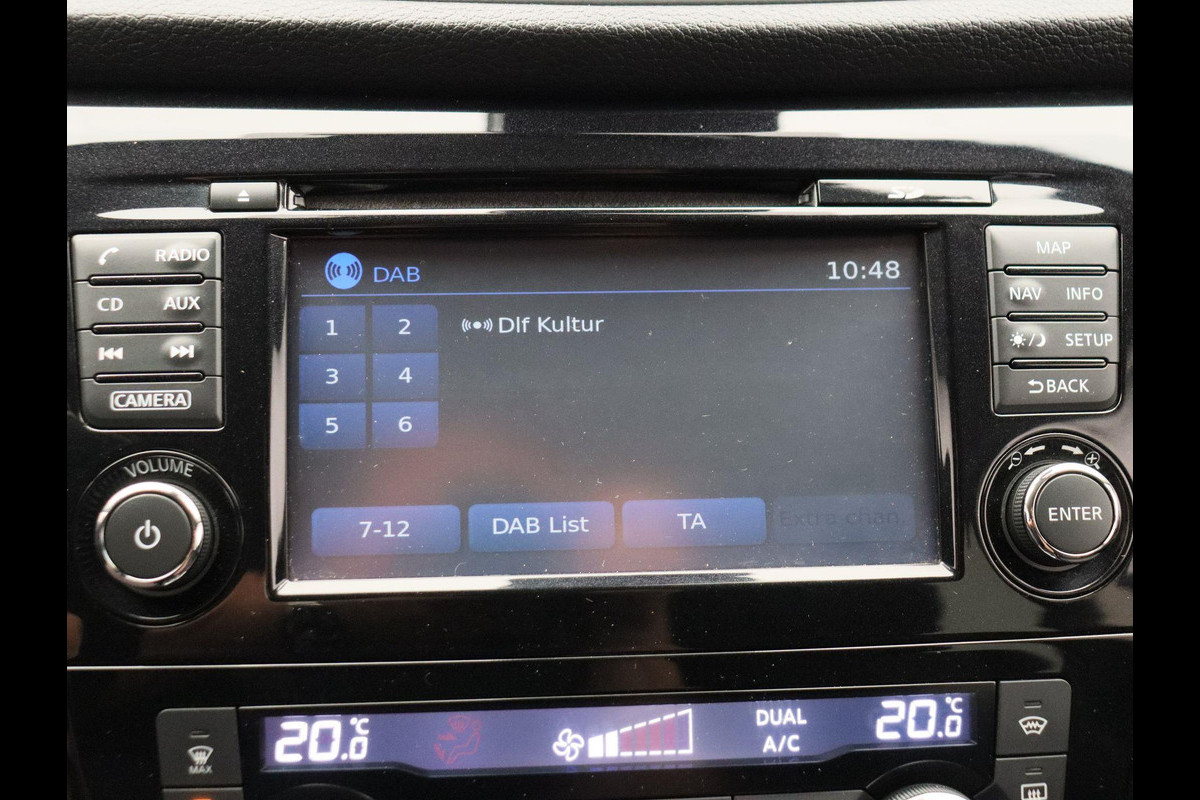 SD
RADIO
CD AUX
CAMERA
VOLUME
DAB 10:48
1 2
3 4
5 6
Dlf Kultur
7-12 DAB List TA Extra chan
MAP
NAV INFO
SETUP
BACK
ENTER
MAX
20.0 °C
DUAL
A/C
20.0 °C